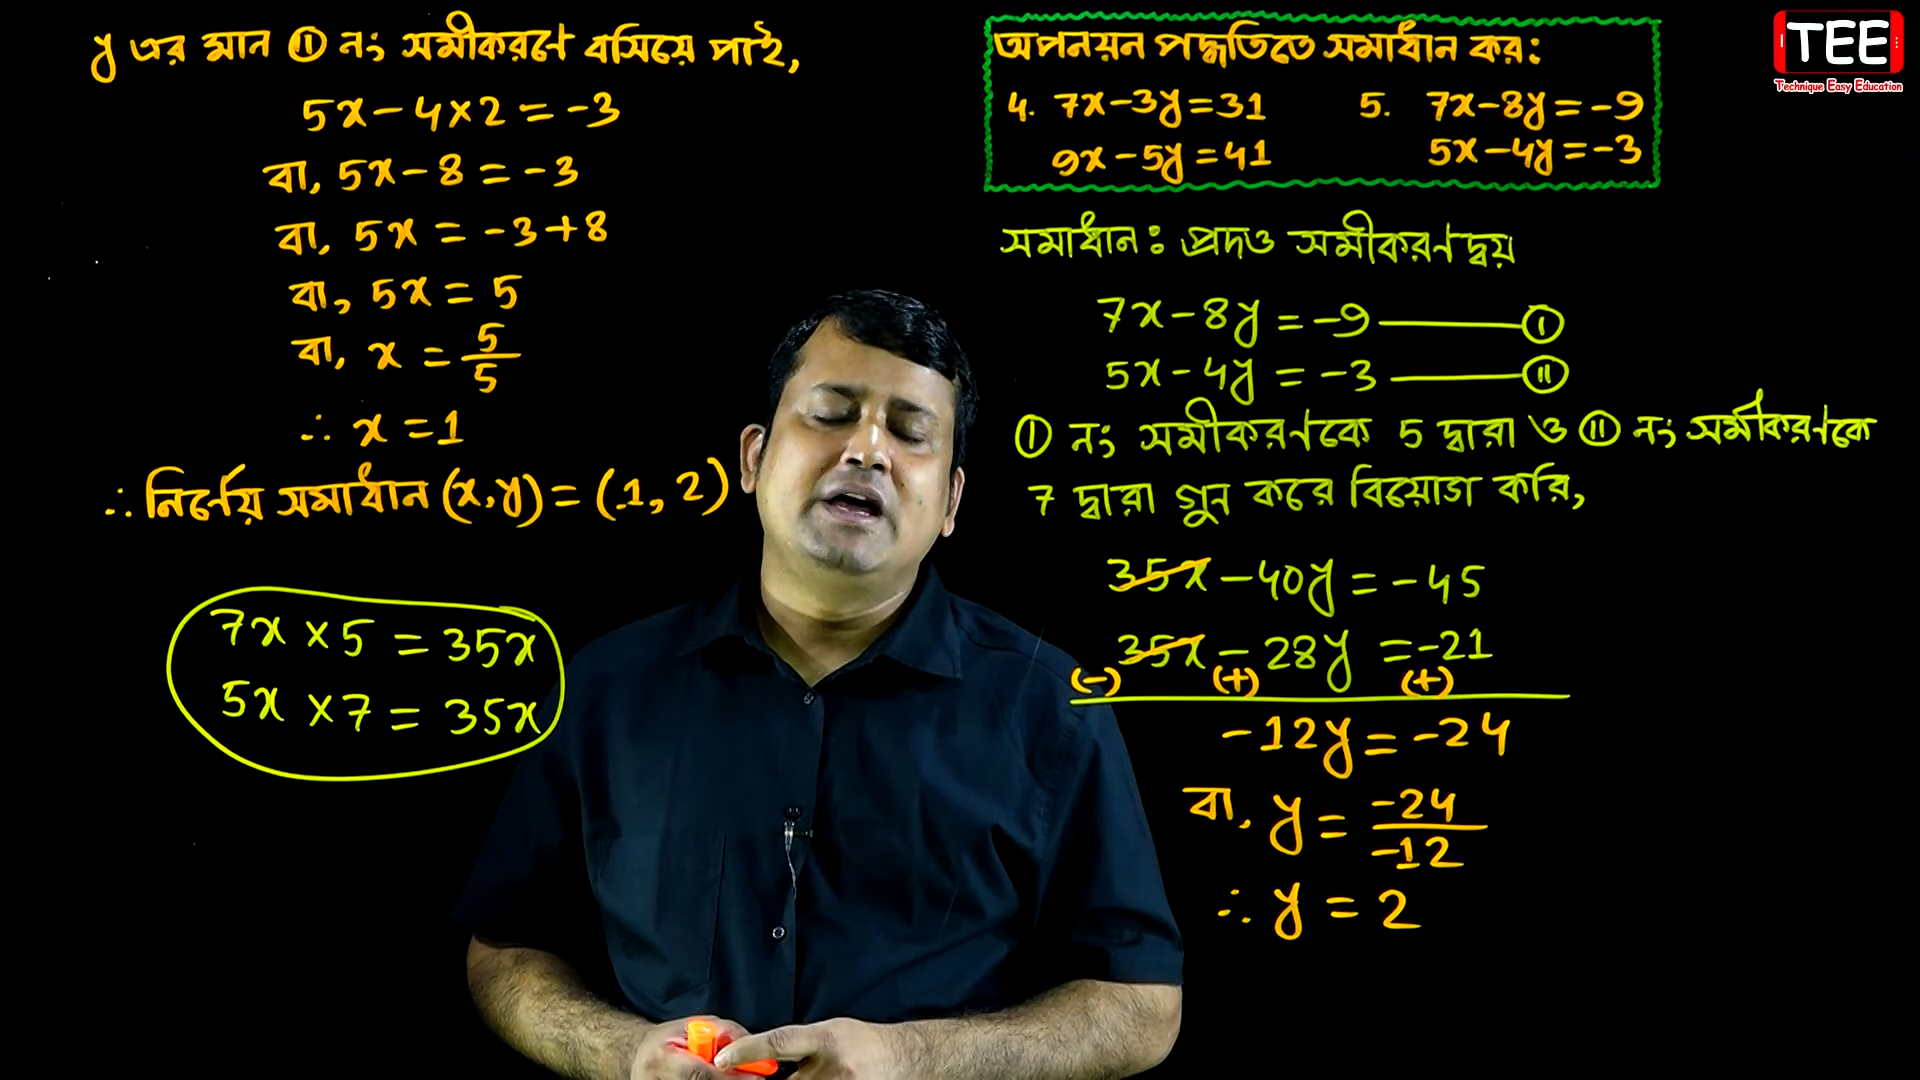 y এর মান ⑪ নং সমীকরণে বসিয়ে পাই,
5x-4×2=-3
বা, 5x-8=-3
বা, 5x=-3+8
বা, 5x=5
বা, x=5/5
∴ x=1
∴ নির্ণেয় সমাধান (x,y)=(1,2)
7x×5=35x
5x×7=35x
অপনয়ন পদ্ধতিতে সমাধান কর:
4. 7x-3y=31 5. 7x-8y=-9
9x-5y=41 5x-4y=-3
সমাধান: প্রদত্ত সমীকরণদ্বয়
7x-8y=-9 — Ⓘ
5x-4y=-3 — ⑪
Ⓘ নং সমীকরণকে 5 দ্বারা ও ⑪ নং সমীকরণকে
7 দ্বারা গুন করে বিয়োগ করি,
35x-40y=-45
35x-28y=-21
(-) (+) (+)
-12y=-24
বা, y=-24/-12
∴ y=2
TEE
Technique Easy Education